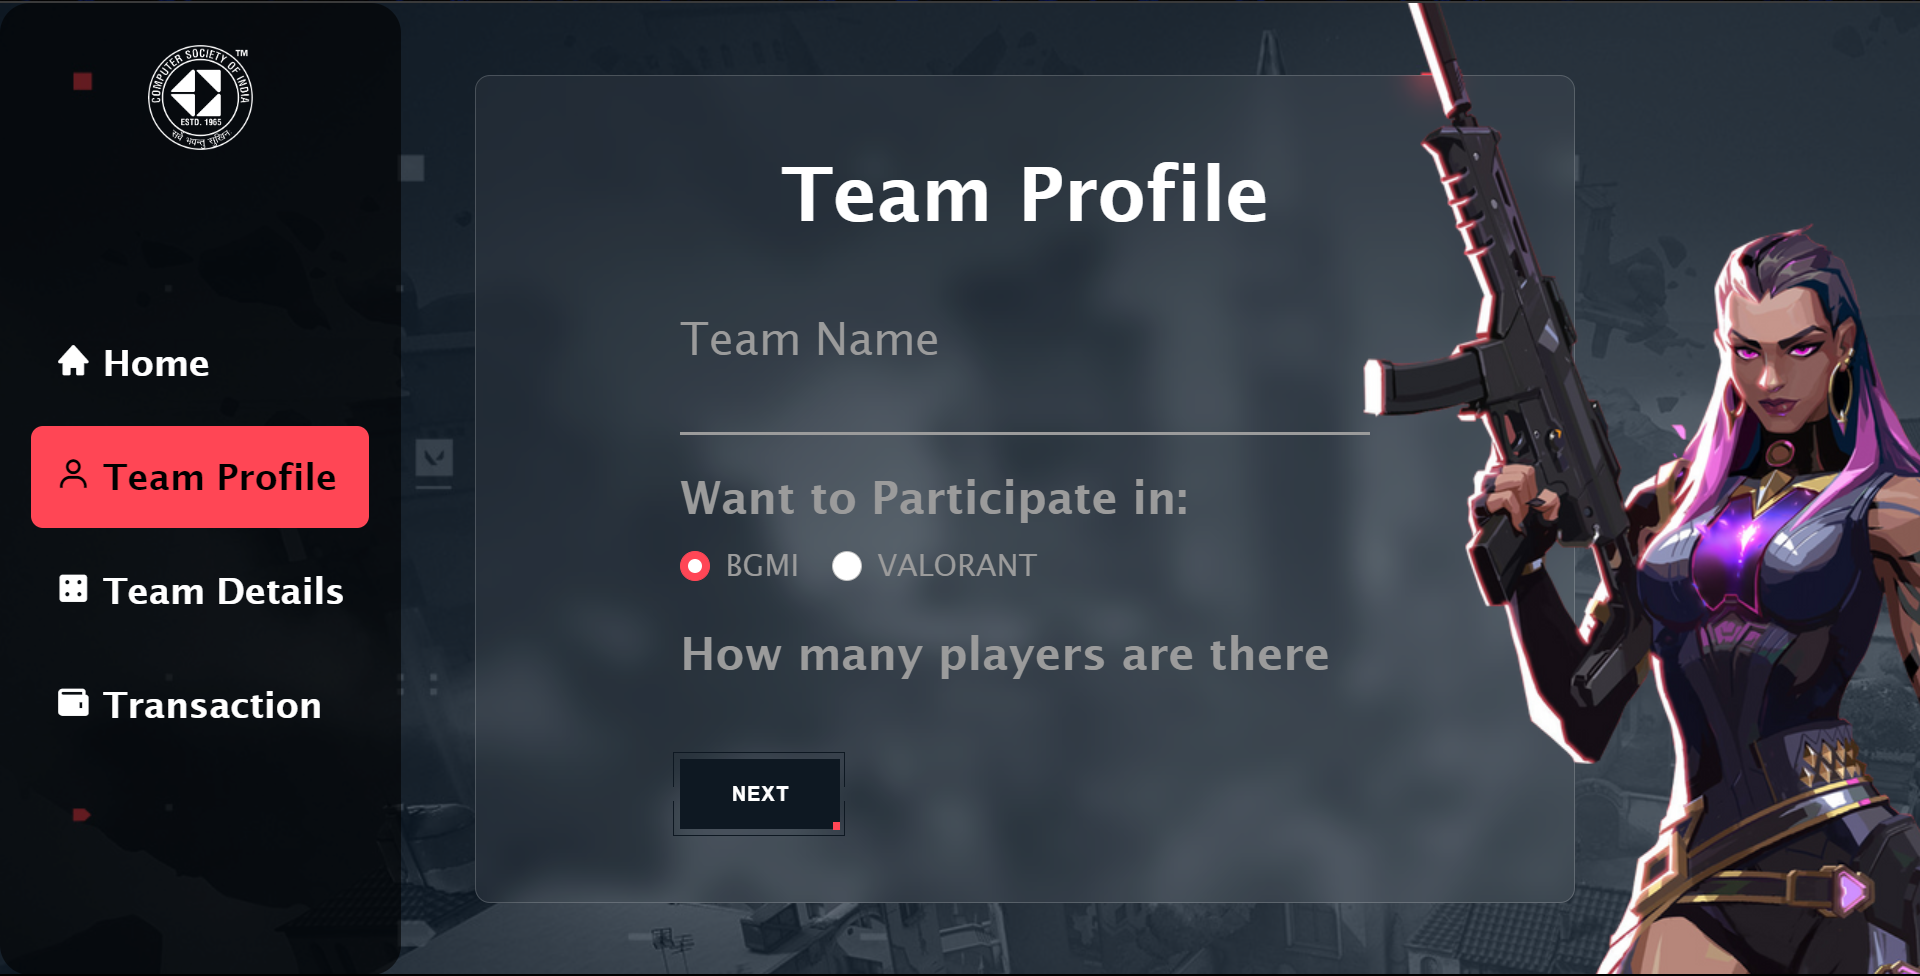 COMPUTER SOCIETY OF INDIA
TM
ESTD. 1965
Home
Team Profile
Team Details
Transaction
Team Profile
Team Name
Want to Participate in:
BGMI VALORANT
How many players are there
NEXT